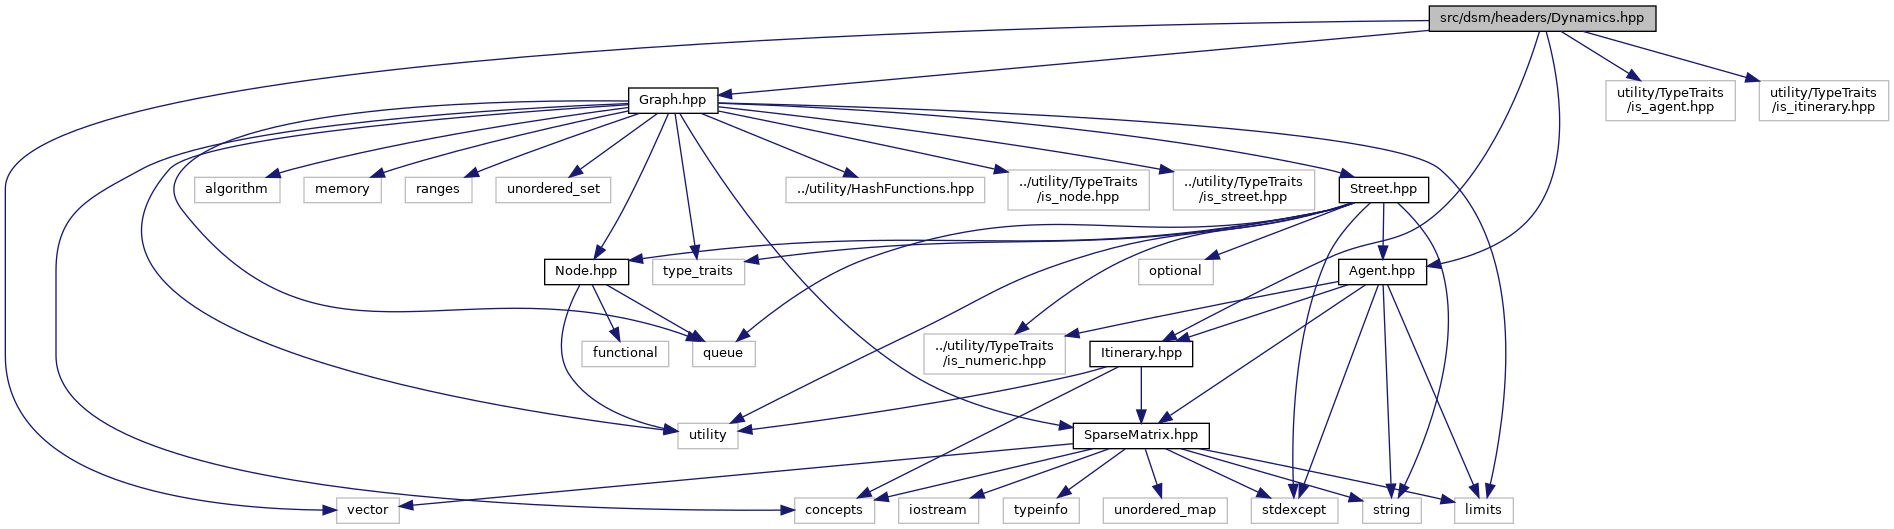 src/dsm/headers/Dynamics.hpp
Graph.hpp
utility/TypeTraits
/is_agent.hpp
utility/TypeTraits
/is_itinerary.hpp
algorithm
memory
ranges
unordered_set
../utility/HashFunctions.hpp
../utility/TypeTraits
/is_node.hpp
../utility/TypeTraits
/is_street.hpp
Street.hpp
Node.hpp
type_traits
optional
Agent.hpp
functional
queue
../utility/TypeTraits
/is_numeric.hpp
Itinerary.hpp
utility
SparseMatrix.hpp
vector
concepts
iostream
typeinfo
unordered_map
stdexcept
string
limits